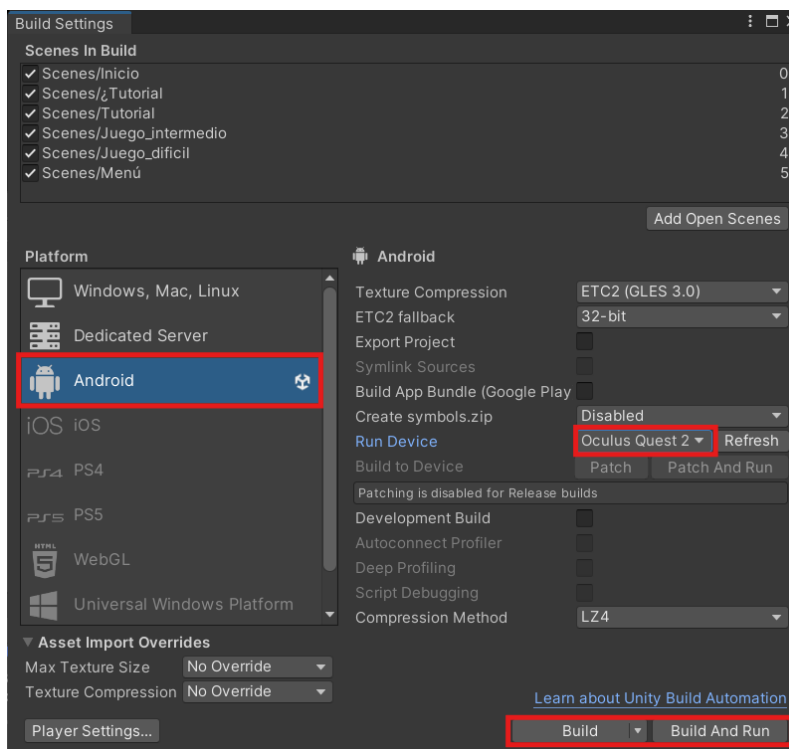 Build Settings
Scenes In Build
Scenes/Inicio 0
Scenes/¿Tutorial 1
Scenes/Tutorial 2
Scenes/Juego_intermedio 3
Scenes/Juego_dificil 4
Scenes/Menú 5
Add Open Scenes
Platform
Windows, Mac, Linux
Dedicated Server
Android
iOS iOS
PS4 PS4
PS5 PS5
HTML 5 WebGL
Universal Windows Platform
Android
Texture Compression ETC2 (GLES 3.0)
ETC2 fallback 32-bit
Export Project
Symlink Sources
Build App Bundle (Google Play
Create symbols.zip Disabled
Run Device Oculus Quest 2 Refresh
Build to Device Patch Patch And Run
Patching is disabled for Release builds
Development Build
Autoconnect Profiler
Deep Profiling
Script Debugging
Compression Method LZ4
Asset Import Overrides
Max Texture Size No Override
Texture Compression No Override
Learn about Unity Build Automation
Player Settings... Build Build And Run